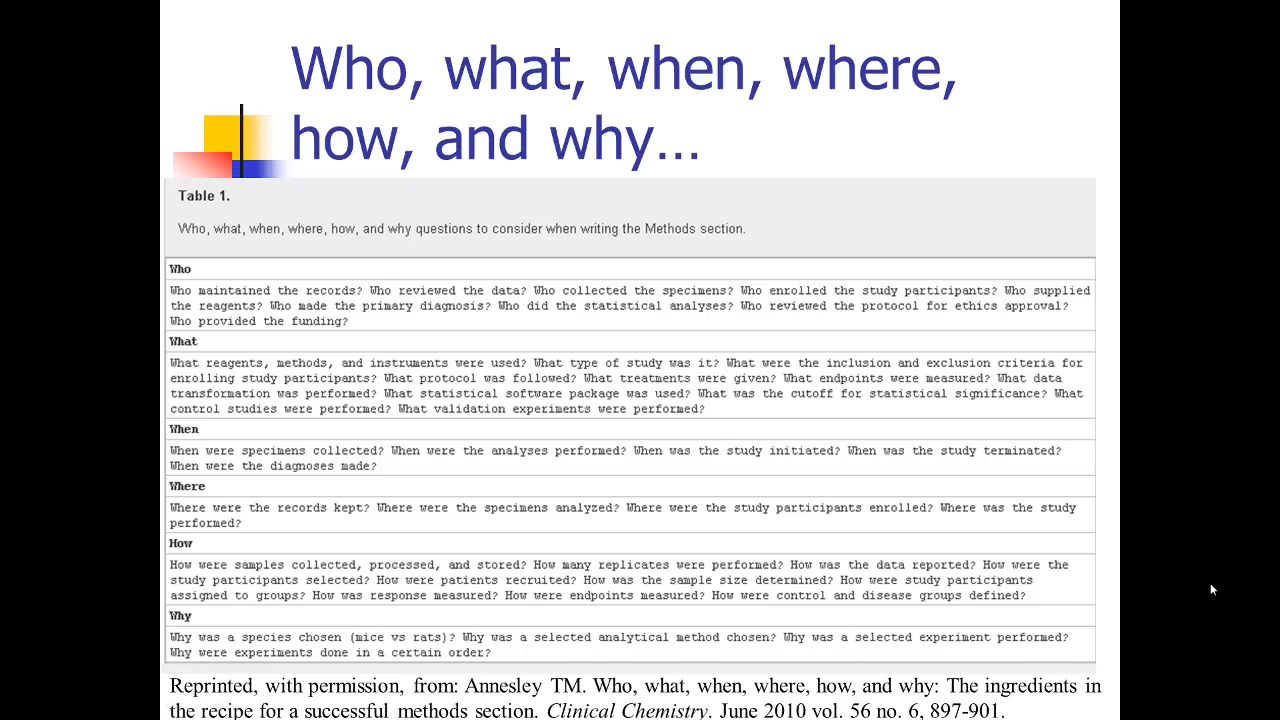 Who, what, when, where,
how, and why…
Table 1.
Who, what, when, where, how, and why questions to consider when writing the Methods section.
Who
Who maintained the records? Who reviewed the data? Who collected the specimens? Who enrolled the study participants? Who supplied
the reagents? Who made the primary diagnosis? Who did the statistical analyses? Who reviewed the protocol for ethics approval?
Who provided the funding?
What
What reagents, methods, and instruments were used? What type of study was it? What were the inclusion and exclusion criteria for
enrolling study participants? What protocol was followed? What treatments were given? What endpoints were measured? What data
transformation was performed? What statistical software package was used? What was the cutoff for statistical significance? What
control studies were performed? What validation experiments were performed?
When
When were specimens collected? When were the analyses performed? When was the study initiated? When was the study terminated?
When were the diagnoses made?
Where
Where were the records kept? Where were the specimens analyzed? Where were the study participants enrolled? Where was the study
performed?
How
How were samples collected, processed, and stored? How many replicates were performed? How was the data reported? How were the
study participants selected? How were patients recruited? How was the sample size determined? How were study participants
assigned to groups? How was response measured? How were endpoints measured? How were control and disease groups defined?
Why
Why was a species chosen (mice vs rats)? Why was a selected analytical method chosen? Why was a selected experiment performed?
Why were experiments done in a certain order?
Reprinted, with permission, from: Annesley TM. Who, what, when, where, how, and why: The ingredients in
the recipe for a successful methods section. Clinical Chemistry. June 2010 vol. 56 no. 6, 897-901.